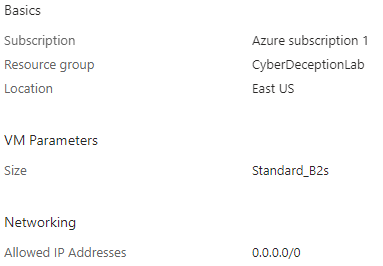 Basics
Subscription Azure subscription 1
Resource group CyberDeceptionLab
Location East US
VM Parameters
Size Standard_B2s
Networking
Allowed IP Addresses 0.0.0.0/0